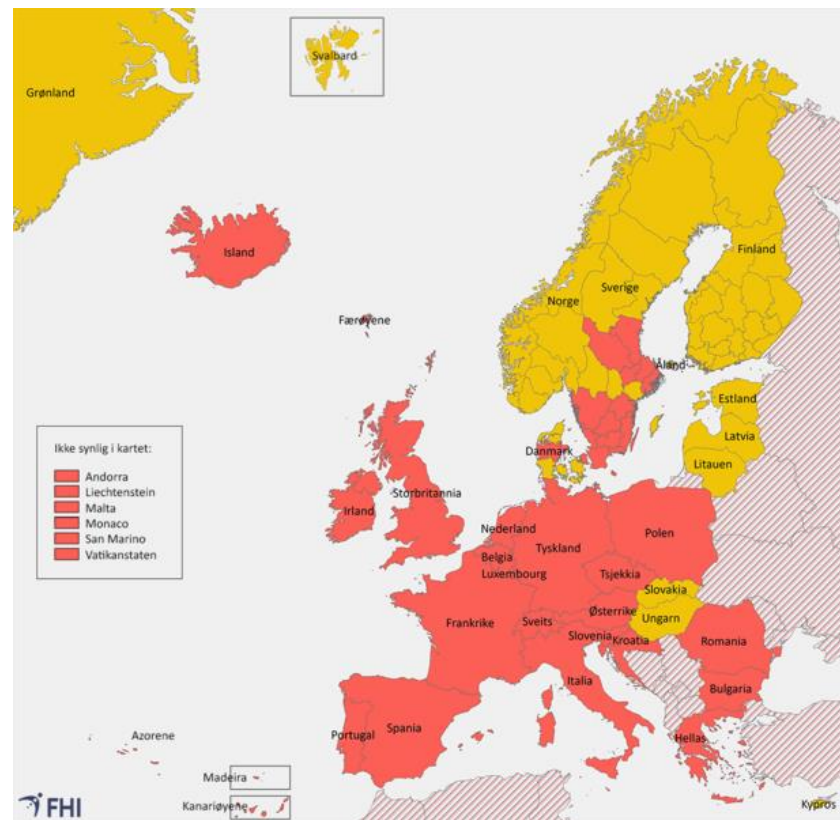 Svalbard
Grønland
Island
Finland
Sverige
Norge
Færøyene
Åland
Estland
Latvia
Litauen
Danmark
Ikke synlig i kartet:
Andorra
Liechtenstein
Malta
Monaco
San Marino
Vatikanstaten
Storbritannia
Irland
Nederland
Polen
Tyskland
Belgia
Luxembourg
Tsjekkia
Slovakia
Østerrike
Ungarn
Frankrike
Sveits
Slovenia
Kroatia
Romania
Italia
Bulgaria
Portugal
Spania
Hellas
Azorene
Madeira
Kanariøyene
Kypros
FHI